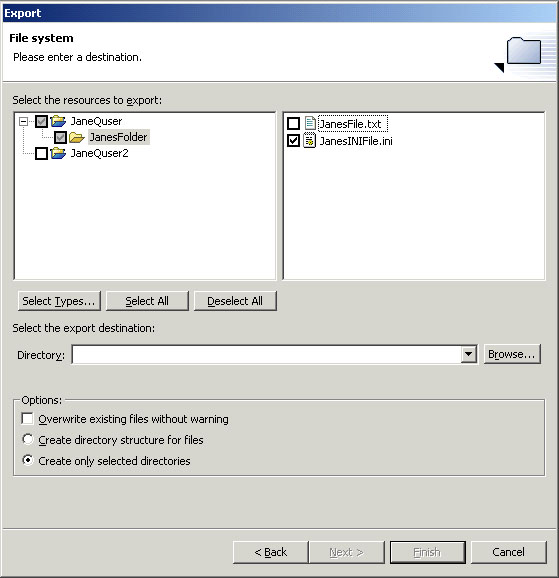 Export
File system
Please enter a destination.
Select the resources to export:
JaneQuser
JanesFolder
JaneQuser2
JanesFile.txt
JanesINIFile.ini
Select Types... Select All Deselect All
Select the export destination:
Directory: Browse...
Options:
Overwrite existing files without warning
Create directory structure for files
Create only selected directories
< Back Next > Finish Cancel